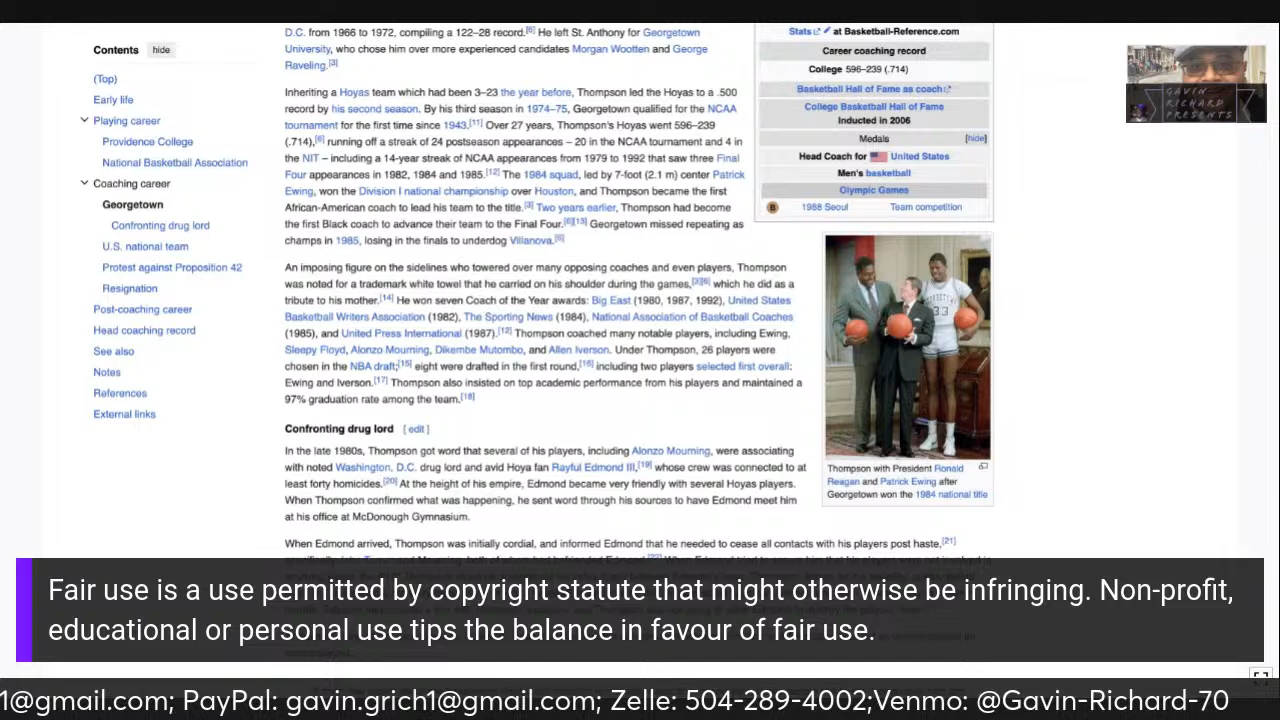 Contents hide
(Top)
Early life
Playing career
Providence College
National Basketball Association
Coaching career
Georgetown
Confronting drug lord
U.S. national team
Protest against Proposition 42
Resignation
Post-coaching career
Head coaching record
See also
Notes
References
External links
D.C. from 1966 to 1972, compiling a 122–28 record.[6] He left St. Anthony for Georgetown
University, who chose him over more experienced candidates Morgan Wootten and George
Raveling.[3]
Inheriting a Hoyas team which had been 3–23 the year before, Thompson led the Hoyas to a .500
record by his second season. By his third season in 1974–75, Georgetown qualified for the NCAA
tournament for the first time since 1943.[11] Over 27 years, Thompson's Hoyas went 596–239
(.714),[6] running off a streak of 24 postseason appearances – 20 in the NCAA tournament and 4 in
the NIT – including a 14-year streak of NCAA appearances from 1979 to 1992 that saw three Final
Four appearances in 1982, 1984 and 1985.[12] The 1984 squad, led by 7-foot (2.1 m) center Patrick
Ewing, won the Division I national championship over Houston, and Thompson became the first
African-American coach to lead his team to the title.[3] Two years earlier, Thompson had become
the first Black coach to advance their team to the Final Four.[6][13] Georgetown missed repeating as
champs in 1985, losing in the finals to underdog Villanova.[6]
An imposing figure on the sidelines who towered over many opposing coaches and even players, Thompson
was noted for a trademark white towel that he carried on his shoulder during the games,[3][6] which he did as a
tribute to his mother.[14] He won seven Coach of the Year awards: Big East (1980, 1987, 1992), United States
Basketball Writers Association (1982), The Sporting News (1984), National Association of Basketball Coaches
(1985), and United Press International (1987).[12] Thompson coached many notable players, including Ewing,
Sleepy Floyd, Alonzo Mourning, Dikembe Mutombo, and Allen Iverson. Under Thompson, 26 players were
chosen in the NBA draft;[15] eight were drafted in the first round,[16] including two players selected first overall:
Ewing and Iverson.[17] Thompson also insisted on top academic performance from his players and maintained a
97% graduation rate among the team.[18]
Confronting drug lord [ edit ]
In the late 1980s, Thompson got word that several of his players, including Alonzo Mourning, were associating
with noted Washington, D.C. drug lord and avid Hoya fan Rayful Edmond III,[19] whose crew was connected to at
least forty homicides.[20] At the height of his empire, Edmond became very friendly with several Hoyas players.
When Thompson confirmed what was happening, he sent word through his sources to have Edmond meet him
at his office at McDonough Gymnasium.
When Edmond arrived, Thompson was initially cordial, and informed Edmond that he needed to cease all contacts with his players post haste,[21]
Stats at Basketball-Reference.com
Career coaching record
College 596–239 (.714)
Basketball Hall of Fame as coach
College Basketball Hall of Fame
Inducted in 2006
Medals [hide]
Head Coach for United States
Men's basketball
Olympic Games
B 1988 Seoul Team competition
Thompson with President Ronald
Reagan and Patrick Ewing after
Georgetown won the 1984 national title
GAVIN
RICHARD
PRESENTS
Fair use is a use permitted by copyright statute that might otherwise be infringing. Non-profit,
educational or personal use tips the balance in favour of fair use.
1@gmail.com; PayPal: gavin.grich1@gmail.com; Zelle: 504-289-4002;Venmo: @Gavin-Richard-70